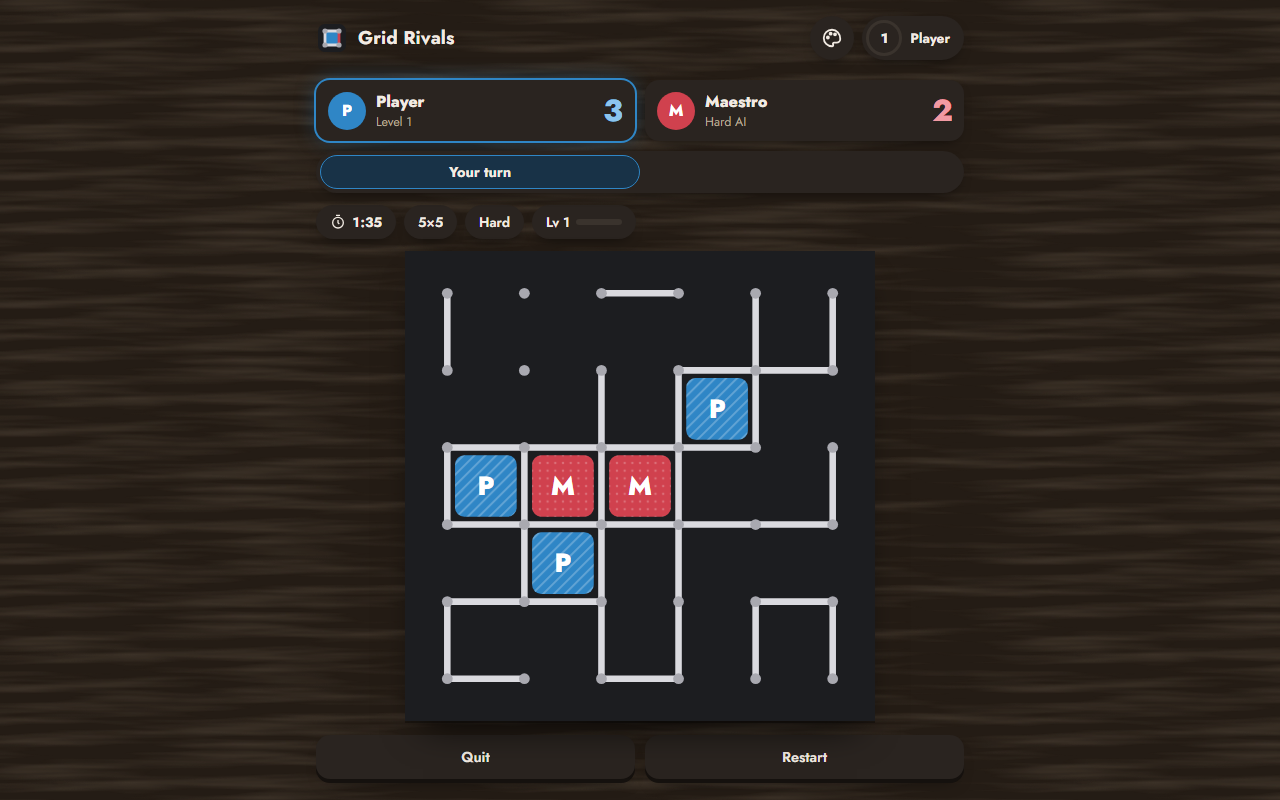 Grid Rivals
1 Player
P Player 3
Level 1
M Maestro 2
Hard AI
Your turn
1:35 5×5 Hard Lv 1
P
P M M
P
Quit Restart